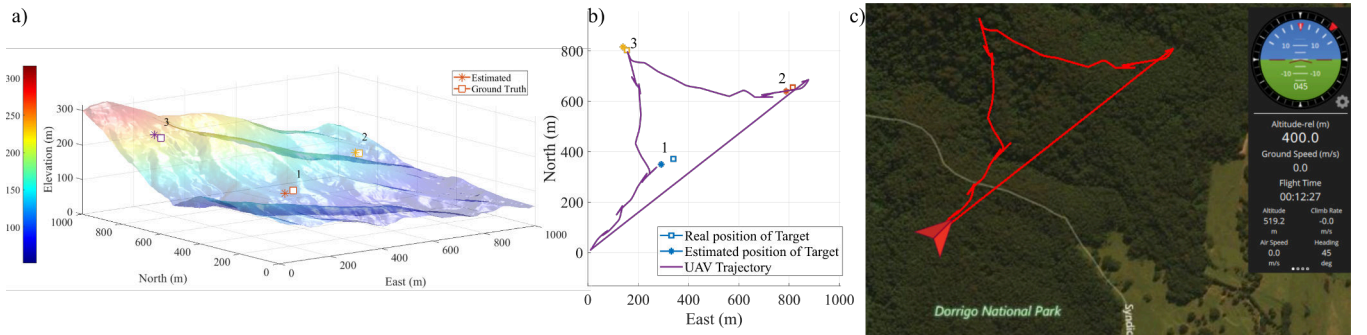 a)
300
250
200
150
100
Elevation (m)
300
200
100
0
1000
800
600
400
200
0
North (m)
0
200
400
600
800
1000
East (m)
Estimated
Ground Truth
3
2
1
b)
North (m)
800
600
400
200
0
0
200
400
600
800
1000
East (m)
3
2
1
Real position of Target
Estimated position of Target
UAV Trajectory
c)
Dorrigo National Park
10 10
-10 -10
045
Altitude-rel (m)
400.0
Ground Speed (m/s)
0.0
Flight Time
00:12:27
Altitude Climb Rate
519.2 -0.0
m m/s
Air Speed Heading
0.0 45
m/s deg